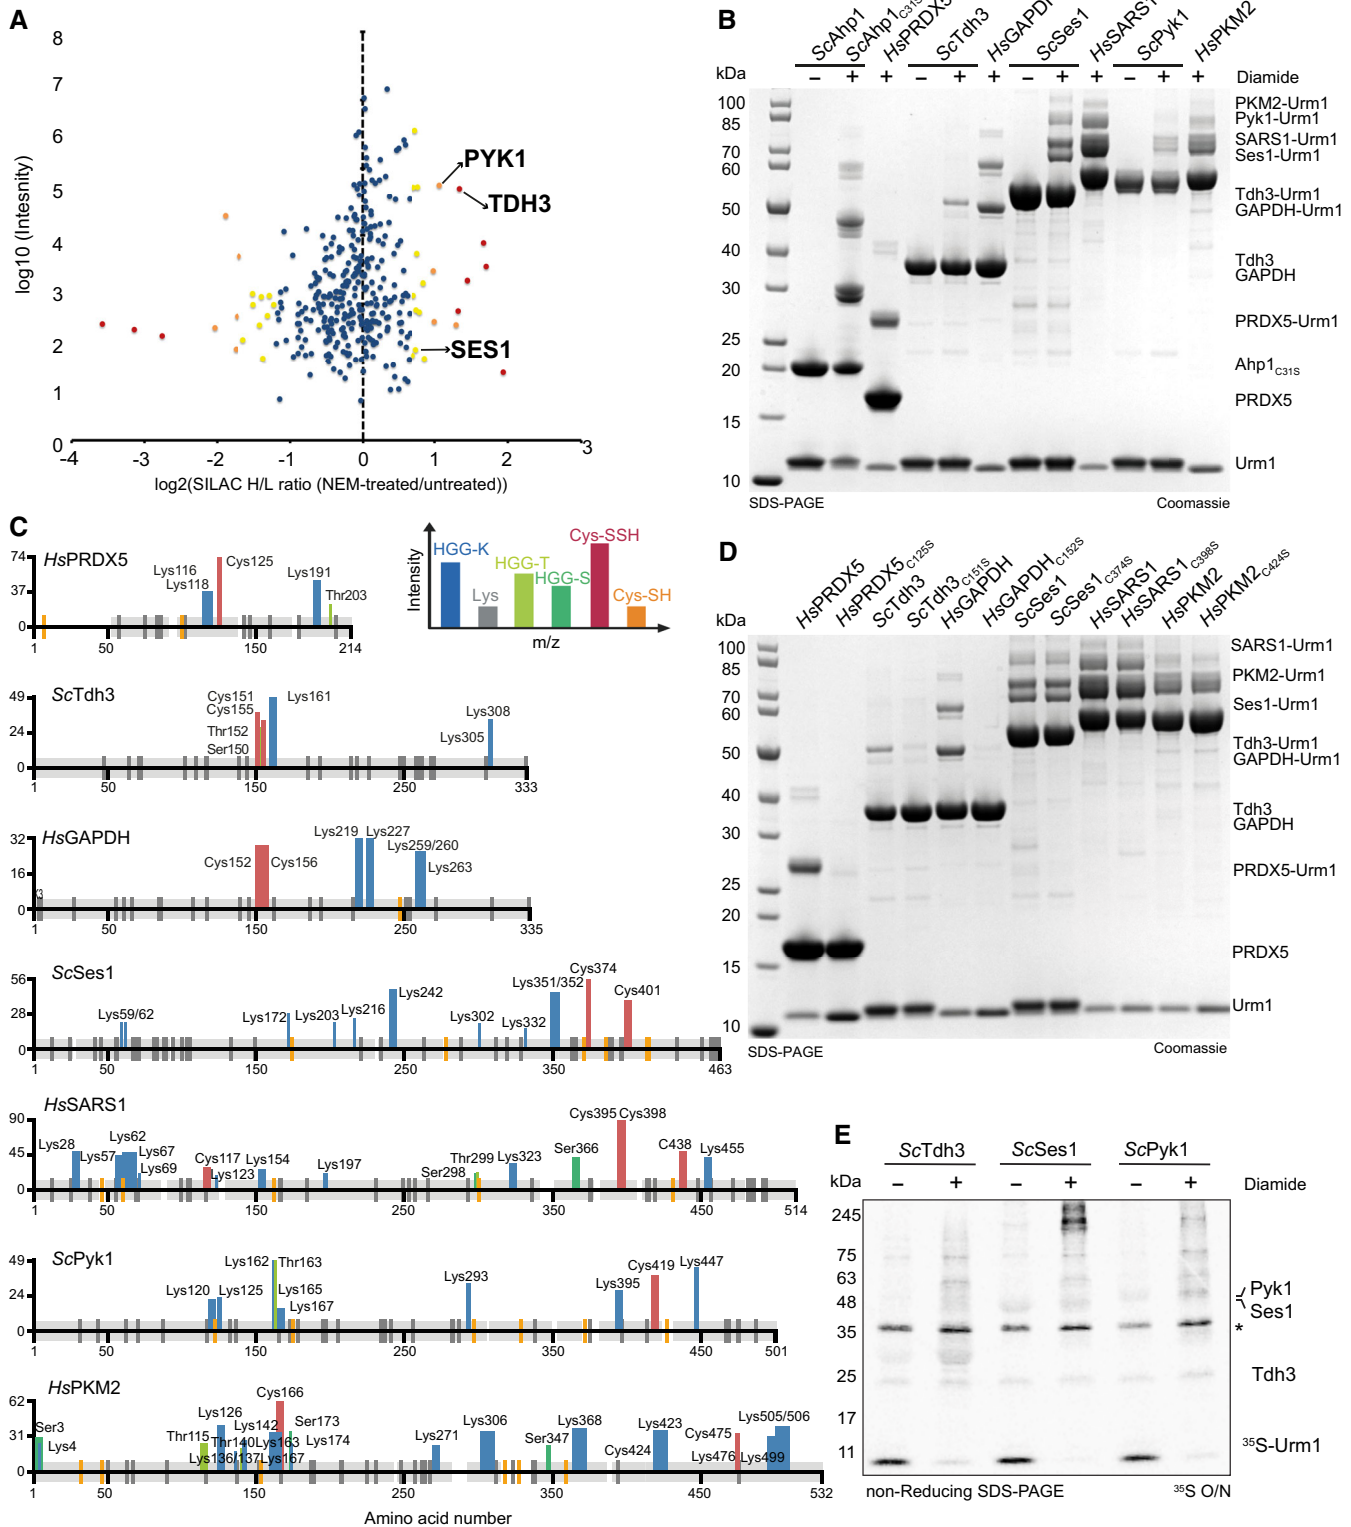 A
8
7
6
5
4
3
2
1
0
log10 (Intesnity)
PYK1
TDH3
SES1
-4
-3
-2
-1
0
1
2
3
log2(SILAC H/L ratio (NEM-treated/untreated))
B
ScAhp1
ScAhp1C31S
HsPRDX5
ScTdh3
HsGAPDH
ScSes1
HsSARS1
ScPyk1
HsPKM2
kDa
– + + – + + – + + – + +
Diamide
100
85
70
60
50
40
30
25
20
15
10
PKM2-Urm1
Pyk1-Urm1
SARS1-Urm1
Ses1-Urm1
Tdh3-Urm1
GAPDH-Urm1
Tdh3
GAPDH
PRDX5-Urm1
Ahp1C31S
PRDX5
Urm1
SDS-PAGE
Coomassie
C
Intensity
HGG-K
Lys
HGG-T
HGG-S
Cys-SSH
Cys-SH
m/z
HsPRDX5
74
37
0
Lys116
Lys118
Cys125
Lys191
Thr203
1 50 150 214
ScTdh3
49
24
0
Cys151
Cys155
Thr152
Ser150
Lys161
Lys308
Lys305
1 50 150 250 333
HsGAPDH
32
16
0
Cys152
Cys156
Lys219
Lys227
Lys259/260
Lys263
1 50 150 250 335
ScSes1
56
28
0
Lys59/62
Lys172
Lys203
Lys216
Lys242
Lys302
Lys332
Lys351/352
Cys374
Cys401
1 50 150 250 350 463
HsSARS1
90
45
0
Lys28
Lys57
Lys62
Lys67
Lys69
Cys117
Lys123
Lys154
Lys197
Ser298
Thr299
Lys323
Ser366
Cys395
Cys398
C438
Lys455
1 50 150 250 350 450 514
ScPyk1
49
24
0
Lys120
Lys125
Lys162
Thr163
Lys165
Lys167
Lys293
Lys395
Cys419
Lys447
1 50 150 250 350 450 501
HsPKM2
62
31
0
Ser3
Lys4
Thr115
Lys126
Lys136/137
Thr140
Lys142
Lys163
Cys166
Lys167
Ser173
Lys174
Lys271
Lys306
Ser347
Lys368
Cys424
Lys423
Cys475
Lys476
Lys499
Lys505/506
1 50 150 250 350 450 532
Amino acid number
D
HsPRDX5
HsPRDX5C125S
ScTdh3
ScTdh3C151S
HsGAPDH
HsGAPDHC152S
ScSes1
ScSes1C374S
HsSARS1
HsSARS1C398S
HsPKM2
HsPKM2C424S
kDa
100
85
70
60
50
40
30
25
20
15
10
SARS1-Urm1
PKM2-Urm1
Ses1-Urm1
Tdh3-Urm1
GAPDH-Urm1
Tdh3
GAPDH
PRDX5-Urm1
PRDX5
Urm1
SDS-PAGE
Coomassie
E
ScTdh3
ScSes1
ScPyk1
kDa
– + – + – +
Diamide
245
75
63
48
35
25
17
11
Pyk1
Ses1
*
Tdh3
35S-Urm1
non-Reducing SDS-PAGE
35S O/N